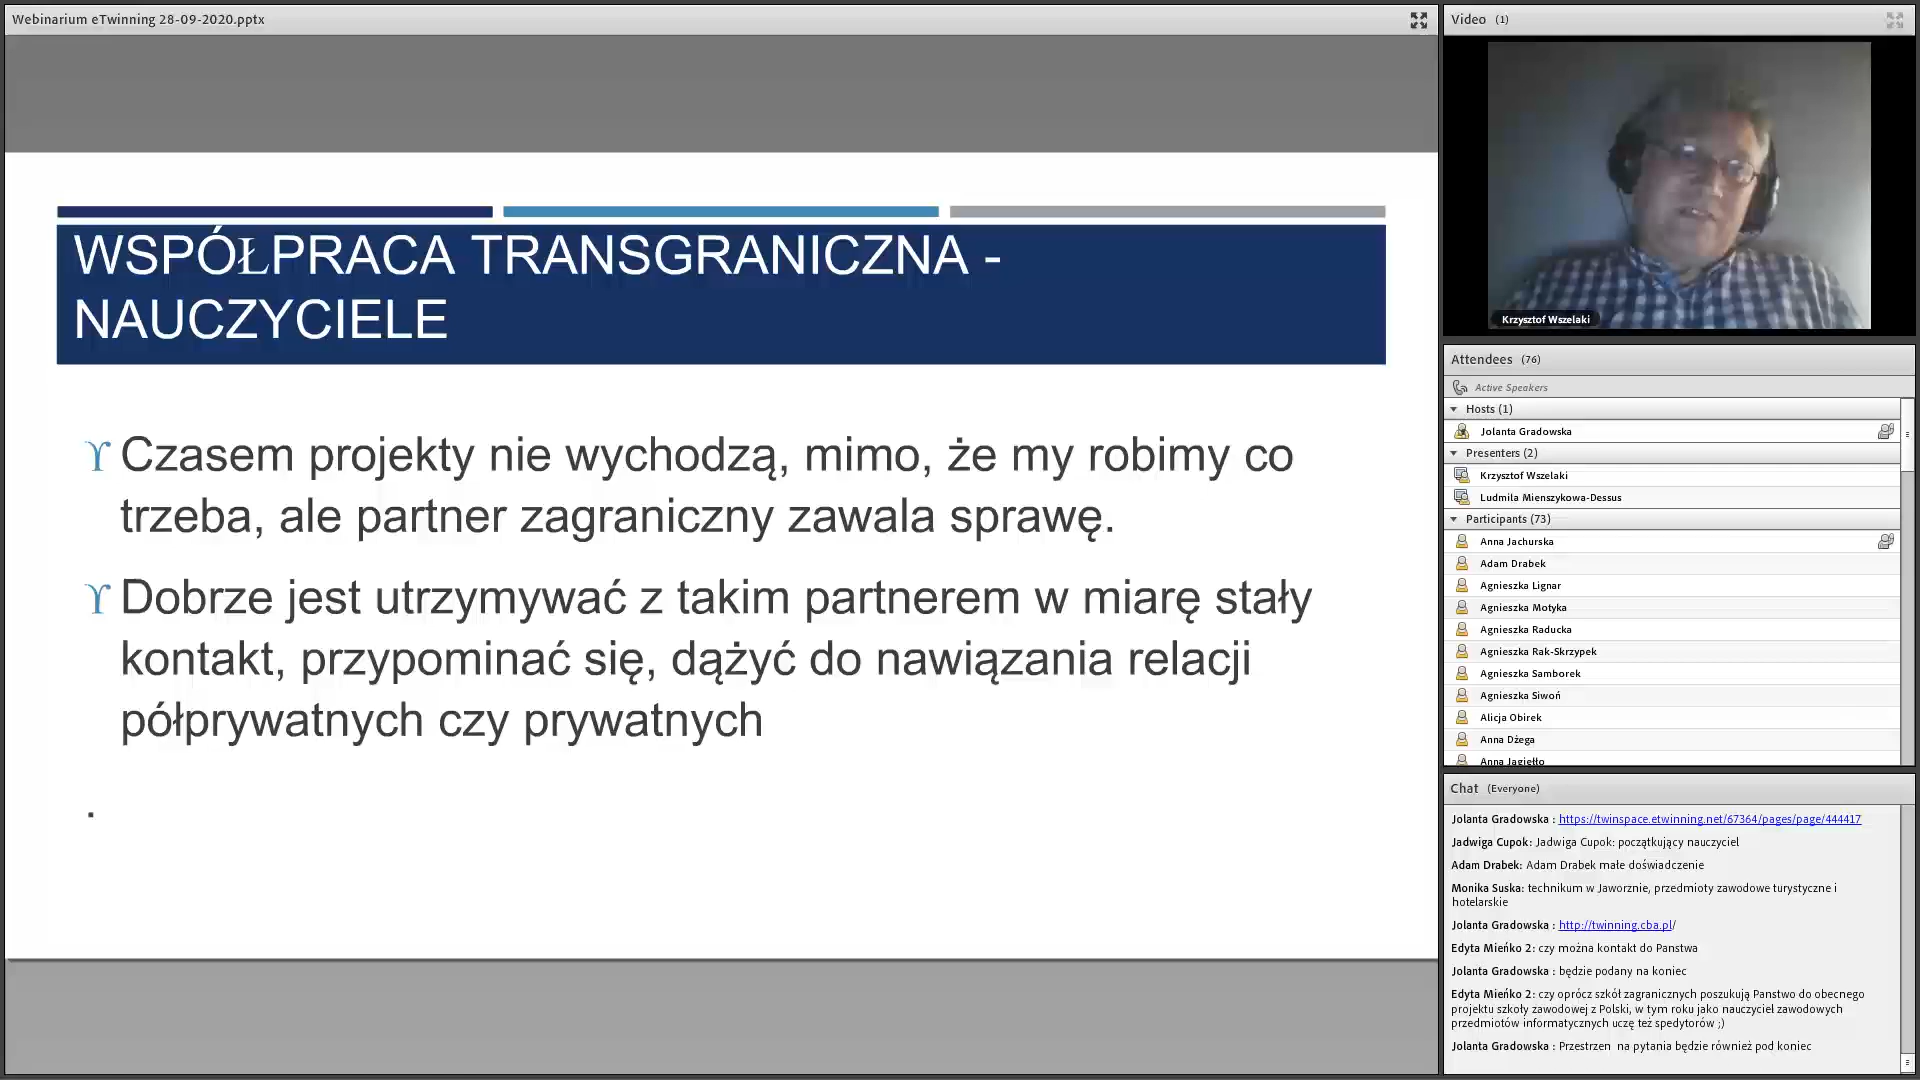 Webinarium eTwinning 28-09-2020.pptx
WSPÓŁPRACA TRANSGRANICZNA -
NAUCZYCIELE
Czasem projekty nie wychodzą, mimo, że my robimy co
trzeba, ale partner zagraniczny zawala sprawę.
Dobrze jest utrzymywać z takim partnerem w miarę stały
kontakt, przypominać się, dążyć do nawiązania relacji
półprywatnych czy prywatnych
.
Video (1)
Krzysztof Wszelaki
Attendees (76)
Active Speakers
Hosts (1)
Jolanta Gradowska
Presenters (2)
Krzysztof Wszelaki
Ludmila Mienszykowa-Dessus
Participants (73)
Anna Jachurska
Adam Drabek
Agnieszka Lignar
Agnieszka Motyka
Agnieszka Raducka
Agnieszka Rak-Skrzypek
Agnieszka Samborek
Agnieszka Siwoń
Alicja Obirek
Anna Dżega
Anna Jagiełło
Chat (Everyone)
Jolanta Gradowska : https://twinspace.etwinning.net/67364/pages/page/444417
Jadwiga Cupok: Jadwiga Cupok: początkujący nauczyciel
Adam Drabek: Adam Drabek małe doświadczenie
Monika Suska: technikum w Jaworznie, przedmioty zawodowe turystyczne i
hotelarskie
Jolanta Gradowska : http://twinning.cba.pl/
Edyta Mieńko 2: czy można kontakt do Panstwa
Jolanta Gradowska : będzie podany na koniec
Edyta Mieńko 2: czy oprócz szkół zagranicznych poszukują Panstwo do obecnego
projektu szkoły zawodowej z Polski, w tym roku jako nauczyciel zawodowych
przedmiotów informatycznych uczę też spedytorów ;)
Jolanta Gradowska : Przestrzen na pytania będzie również pod koniec